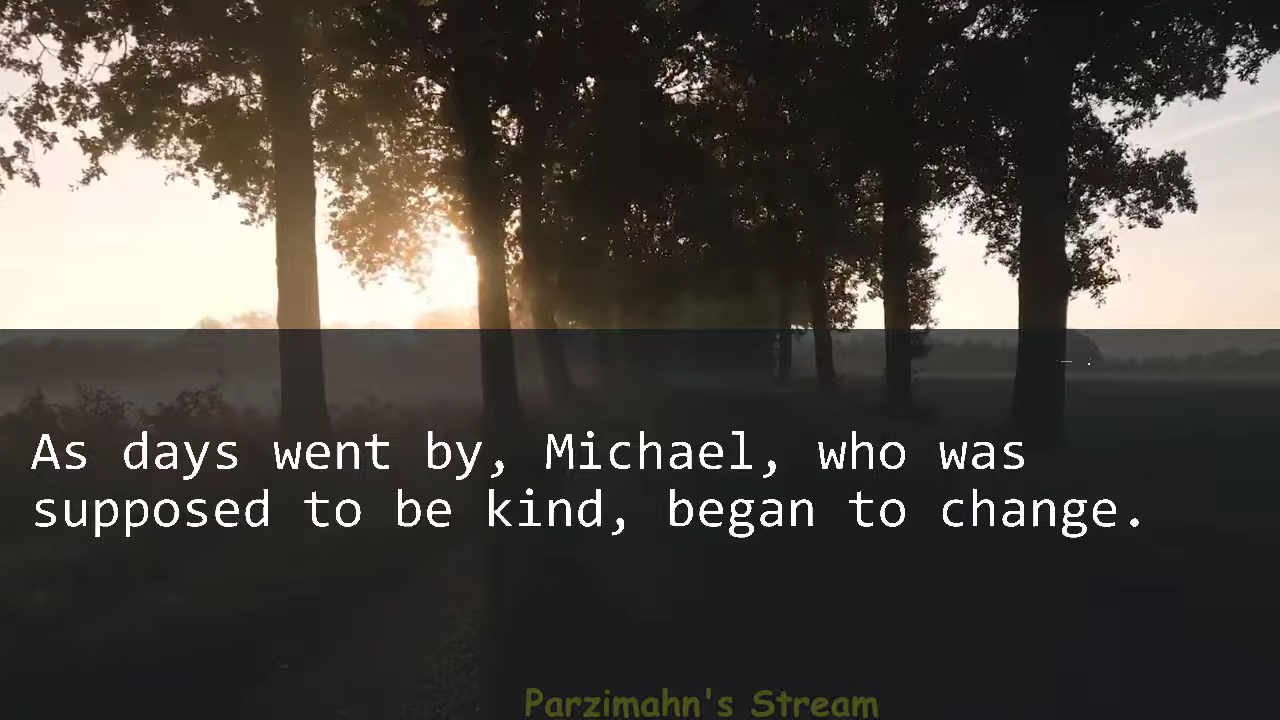 As days went by, Michael, who was
supposed to be kind, began to change.
Parzimahn's Stream